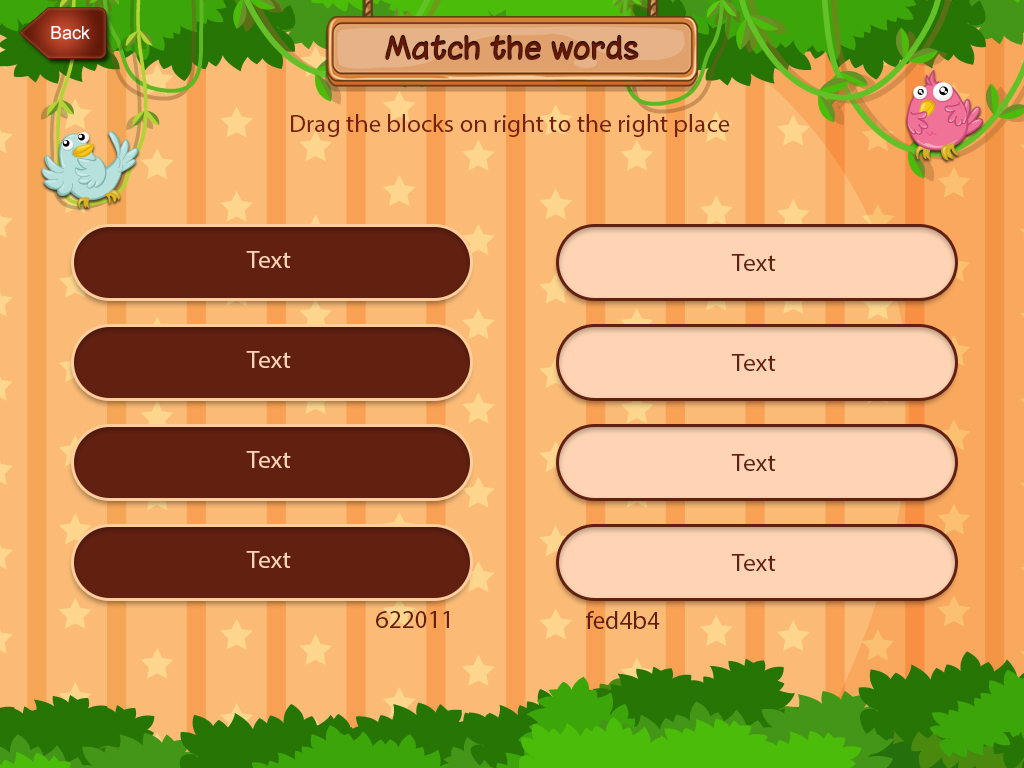 Back
Match the words
Drag the blocks on right to the right place
Text
Text
Text
Text
Text
Text
Text
Text
622011
fed4b4